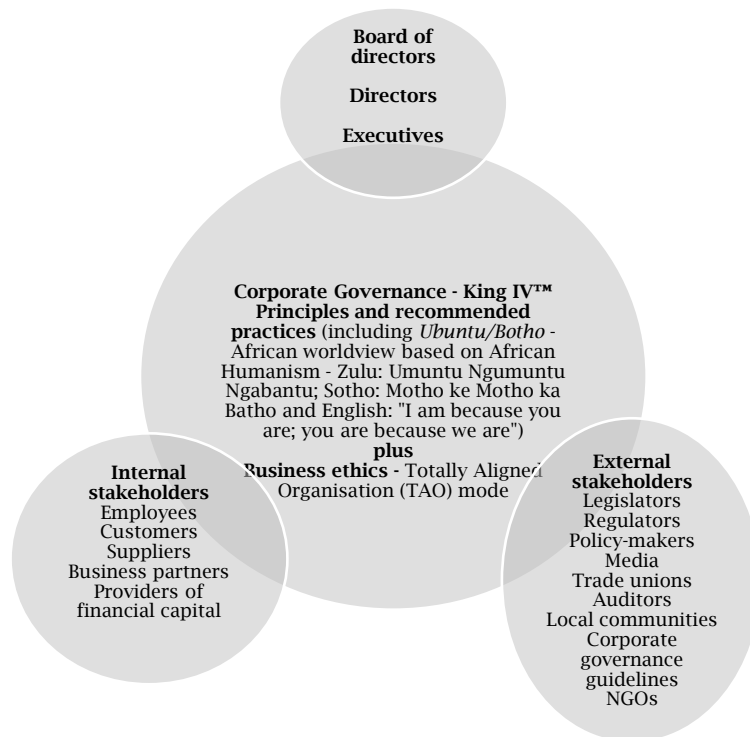 Board of
directors
Directors
Executives
Corporate Governance - King IV™
Principles and recommended
practices (including Ubuntu/Botho -
African worldview based on African
Humanism - Zulu: Umuntu Ngumuntu
Ngabantu; Sotho: Motho ke Motho ka
Batho and English: "I am because you
are; you are because we are")
plus
Business ethics - Totally Aligned
Organisation (TAO) mode
Internal
stakeholders
Employees
Customers
Suppliers
Business partners
Providers of
financial capital
External
stakeholders
Legislators
Regulators
Policy-makers
Media
Trade unions
Auditors
Local communities
Corporate
governance
guidelines
NGOs